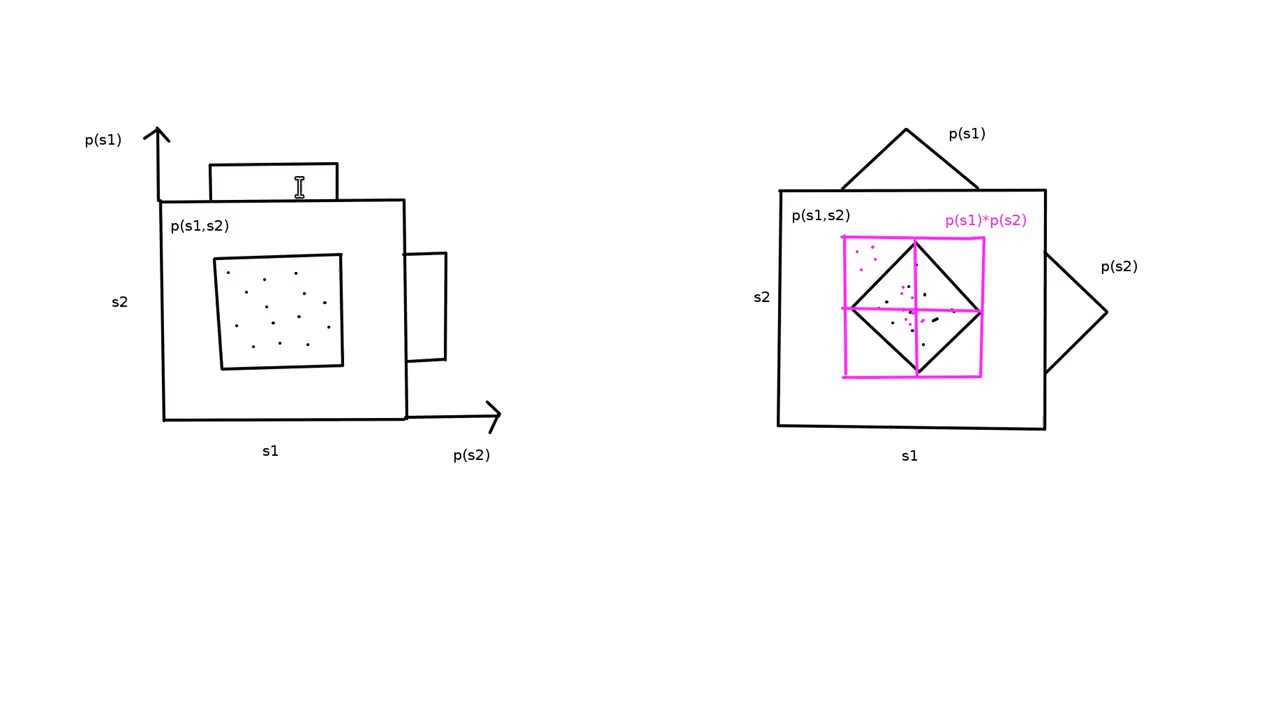 p(s1)
p(s1,s2)
s2
s1
p(s2)
p(s1)
p(s1,s2)
p(s1)*p(s2)
p(s2)
s2
s1